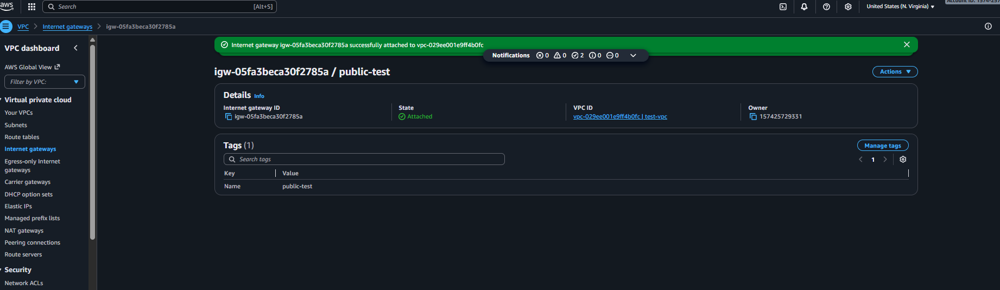 aws
Search [Alt+S]
United States (N. Virginia)
Account ID: 1574-257
VPC > Internet gateways > igw-05fa3beca30f2785a
VPC dashboard
AWS Global View
Filter by VPC:
Virtual private cloud
Your VPCs
Subnets
Route tables
Internet gateways
Egress-only Internet
gateways
Carrier gateways
DHCP option sets
Elastic IPs
Managed prefix lists
NAT gateways
Peering connections
Route servers
Security
Network ACLs
Internet gateway igw-05fa3beca30f2785a successfully attached to vpc-029ee001e9ff4b0fc
Notifications 0 0 2 0 0
igw-05fa3beca30f2785a / public-test
Actions
Details Info
Internet gateway ID
igw-05fa3beca30f2785a
State
Attached
VPC ID
vpc-029ee001e9ff4b0fc | test-vpc
Owner
157425729331
Tags (1)
Manage tags
Search tags
1
Key Value
Name public-test